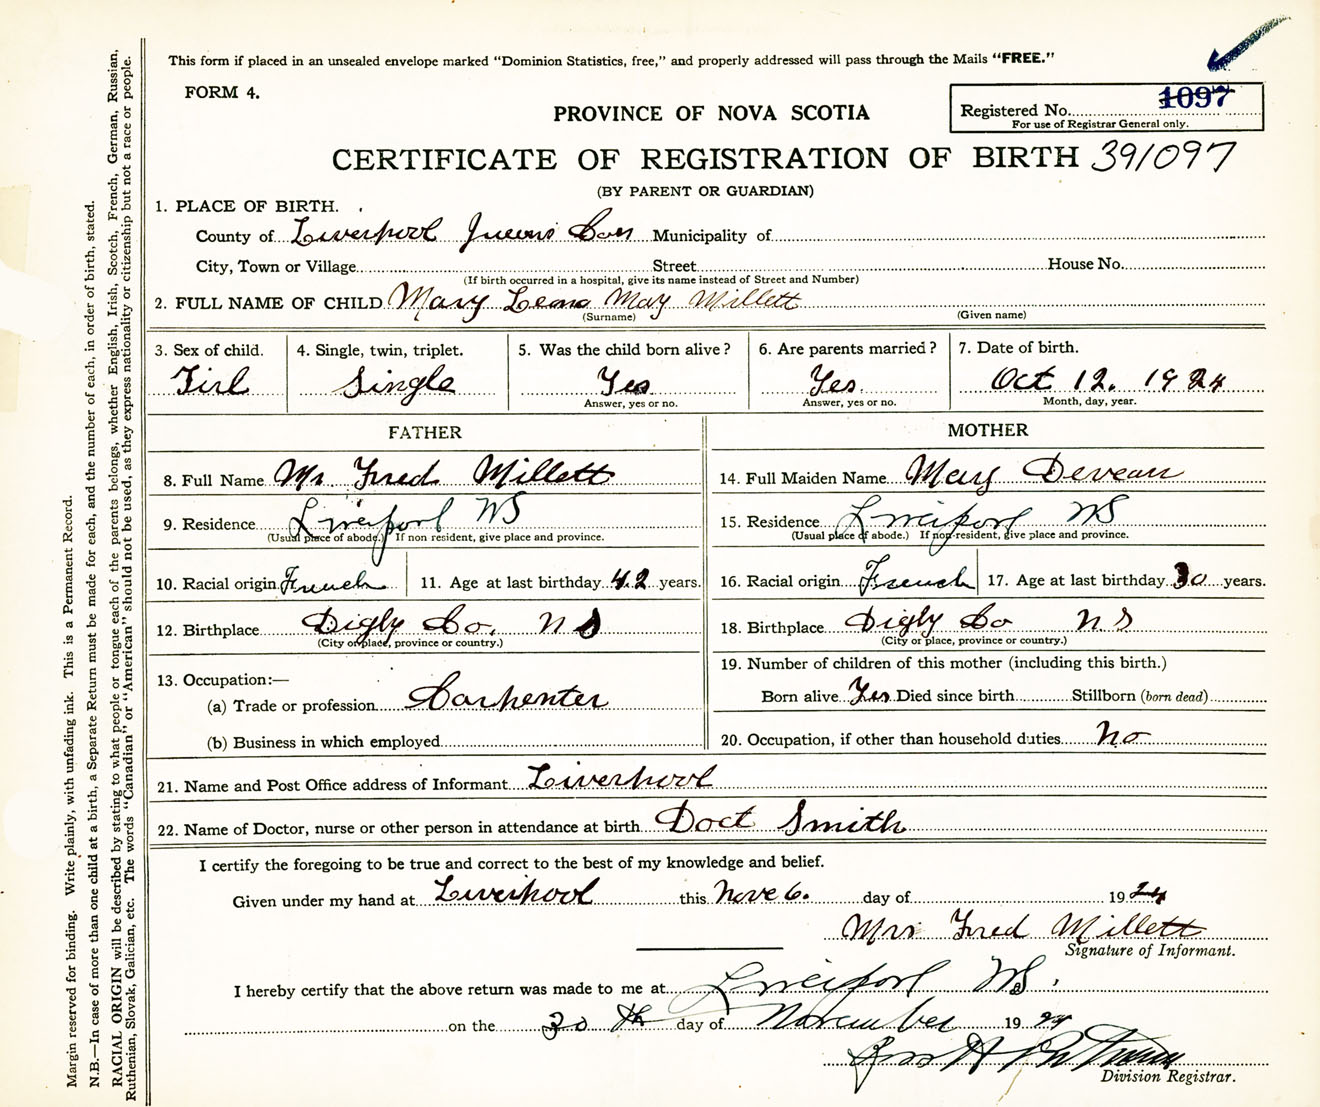 This form if placed in an unsealed envelope marked "Dominion Statistics, free," and properly addressed will pass through the Mails "FREE."
FORM 4.
PROVINCE OF NOVA SCOTIA
Registered No. 1097
For use of Registrar General only.
CERTIFICATE OF REGISTRATION OF BIRTH 391097
(BY PARENT OR GUARDIAN)
1. PLACE OF BIRTH.
County of Liverpool Queens Municipality of
City, Town or Village Street House No.
(If birth occurred in a hospital, give its name instead of Street and Number)
2. FULL NAME OF CHILD Mary Leona May Millett
(Surname) (Given name)
3. Sex of child. 4. Single, twin, triplet. 5. Was the child born alive? 6. Are parents married? 7. Date of birth.
Girl Single Yes Yes Oct 12. 1924
Answer, yes or no. Answer, yes or no. Month, day, year.
FATHER MOTHER
8. Full Name Mr Fred Millett 14. Full Maiden Name Mary Deveau
9. Residence Liverpool NS 15. Residence Liverpool NS
(Usual place of abode.) If non resident, give place and province. (Usual place of abode.) If non-resident, give place and province.
10. Racial origin French 11. Age at last birthday 42 years. 16. Racial origin French 17. Age at last birthday 30 years.
12. Birthplace Digby Co, N S 18. Birthplace Digby Co N S
(City or place, province or country.) (City or place, province or country.)
19. Number of children of this mother (including this birth.)
13. Occupation:—
Born alive Yes Died since birth Stillborn (born dead)
(a) Trade or profession Carpenter
(b) Business in which employed 20. Occupation, if other than household duties No
21. Name and Post Office address of Informant Liverpool
22. Name of Doctor, nurse or other person in attendance at birth Doct Smith
I certify the foregoing to be true and correct to the best of my knowledge and belief.
Given under my hand at Liverpool this Nove 6. day of 1924
Mrs Fred Millett
Signature of Informant.
I hereby certify that the above return was made to me at Liverpool NS.
on the 30th day of November 1924
Division Registrar.
Margin reserved for binding. Write plainly, with unfading ink. This is a Permanent Record.
N.B.—In case of more than one child at a birth, a Separate Return must be made for each, and the number of each, in order of birth, stated.
RACIAL ORIGIN will be described by stating to what people or tongue each of the parents belongs, whether English, Irish, Scotch, French, German, Russian,
Ruthenian, Slovak, Galician, etc. The words "Canadian" or "American" should not be used, as they express nationality or citizenship but not a race or people.